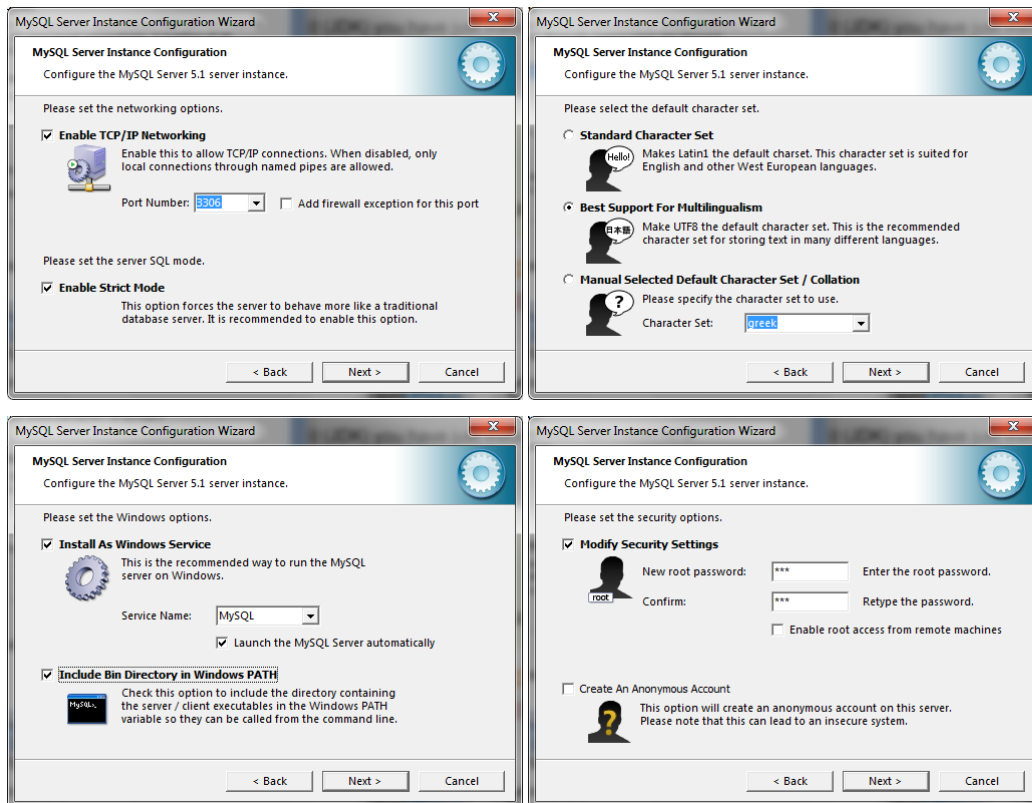 MySQL Server Instance Configuration Wizard
MySQL Server Instance Configuration
Configure the MySQL Server 5.1 server instance.
Please set the networking options.
Enable TCP/IP Networking
Enable this to allow TCP/IP connections. When disabled, only
local connections through named pipes are allowed.
Port Number: 3306 Add firewall exception for this port
Please set the server SQL mode.
Enable Strict Mode
This option forces the server to behave more like a traditional
database server. It is recommended to enable this option.
< Back Next > Cancel
MySQL Server Instance Configuration Wizard
MySQL Server Instance Configuration
Configure the MySQL Server 5.1 server instance.
Please select the default character set.
Standard Character Set
Hello!
Makes Latin1 the default charset. This character set is suited for
English and other West European languages.
Best Support For Multilingualism
日本語
Make UTF8 the default character set. This is the recommended
character set for storing text in many different languages.
Manual Selected Default Character Set / Collation
?
Please specify the character set to use.
Character Set: greek
< Back Next > Cancel
MySQL Server Instance Configuration Wizard
MySQL Server Instance Configuration
Configure the MySQL Server 5.1 server instance.
Please set the Windows options.
Install As Windows Service
This is the recommended way to run the MySQL
server on Windows.
Service Name: MySQL
Launch the MySQL Server automatically
Include Bin Directory in Windows PATH
MySQL>_
Check this option to include the directory containing
the server / client executables in the Windows PATH
variable so they can be called from the command line.
< Back Next > Cancel
MySQL Server Instance Configuration Wizard
MySQL Server Instance Configuration
Configure the MySQL Server 5.1 server instance.
Please set the security options.
Modify Security Settings
root
New root password: *** Enter the root password.
Confirm: *** Retype the password.
Enable root access from remote machines
Create An Anonymous Account
?
This option will create an anonymous account on this server.
Please note that this can lead to an insecure system.
< Back Next > Cancel